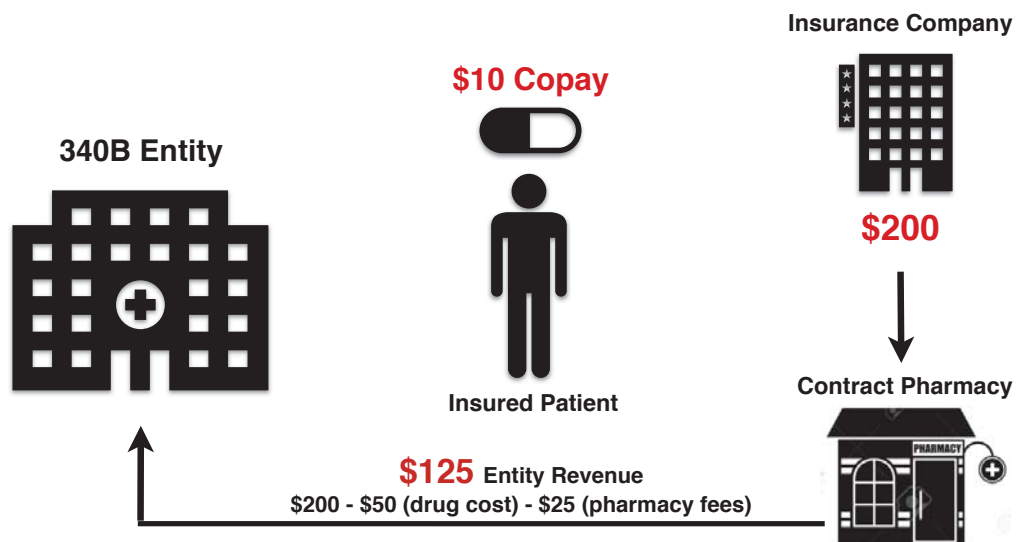 Insurance Company
$10 Copay
340B Entity
$200
Insured Patient
Contract Pharmacy
PHARMACY
$125 Entity Revenue
$200 - $50 (drug cost) - $25 (pharmacy fees)